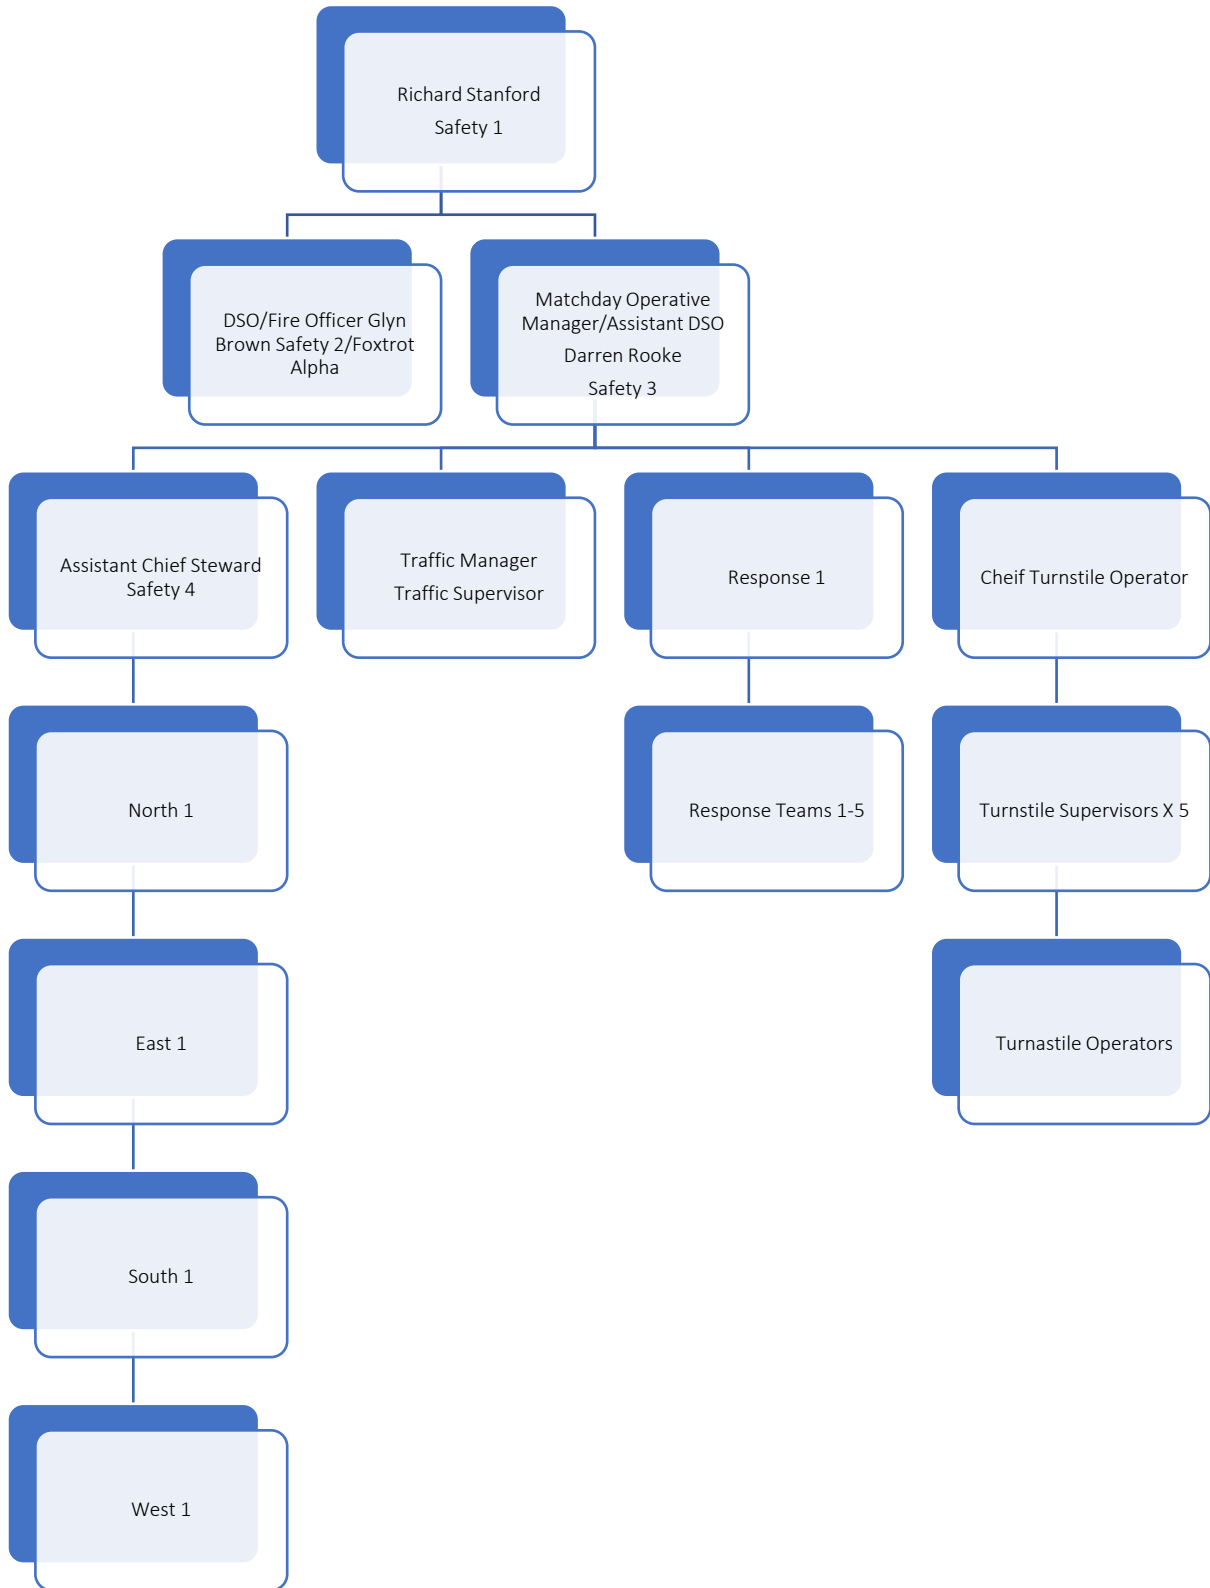 Richard Stanford
Safety 1
DSO/Fire Officer Glyn
Brown Safety 2/Foxtrot
Alpha
Matchday Operative
Manager/Assistant DSO
Darren Rooke
Safety 3
Assistant Chief Steward
Safety 4
Traffic Manager
Traffic Supervisor
Response 1
Cheif Turnstile Operator
North 1
Response Teams 1-5
Turnstile Supervisors X 5
East 1
Turnastile Operators
South 1
West 1